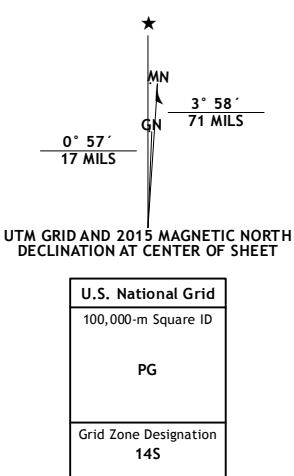 MN
3° 58´
71 MILS
GN
0° 57´
17 MILS
UTM GRID AND 2015 MAGNETIC NORTH
DECLINATION AT CENTER OF SHEET
U.S. National Grid
100,000-m Square ID
PG
Grid Zone Designation
14S